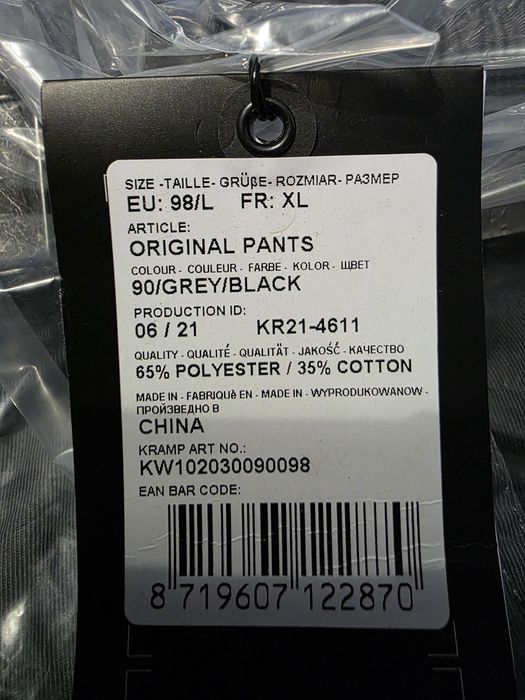 SIZE -TAILLE- GRÜßE- ROZMIAR- РАЗМЕР
EU: 98/L FR: XL
ARTICLE:
ORIGINAL PANTS
COLOUR - COULEUR - FARBE - KOLOR - ШВЕТ
90/GREY/BLACK
PRODUCTION ID:
06 / 21 KR21-4611
QUALITY - QUALITÉ - QUALITÄT - JAKOŚĆ - КАЧЕСТВО
65% POLYESTER / 35% COTTON
MADE IN - FABRIQUè EN - MADE IN - WYPRODUKOWANOW -
ПРОЙЗВЕДНО В
CHINA
KRAMP ART NO.:
KW102030090098
EAN BAR CODE:
8 719607 122870